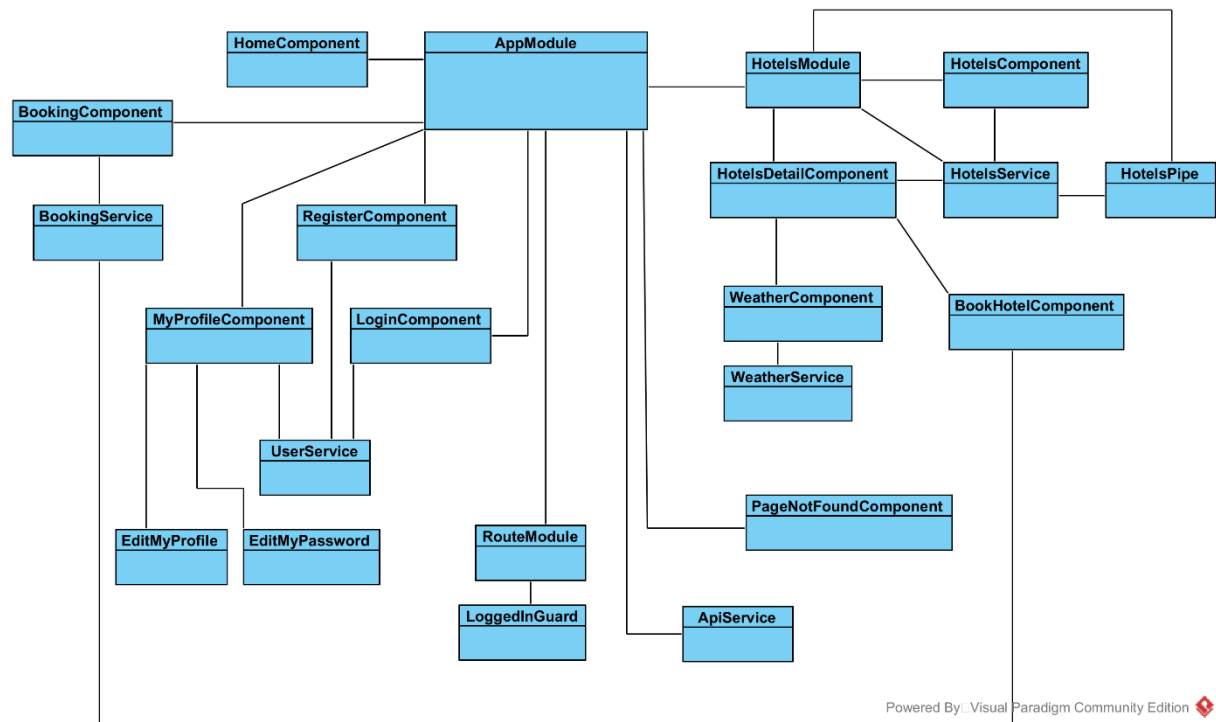 HomeComponent
AppModule
HotelsModule
HotelsComponent
BookingComponent
HotelsDetailComponent
HotelsService
HotelsPipe
BookingService
RegisterComponent
WeatherComponent
BookHotelComponent
MyProfileComponent
LoginComponent
WeatherService
UserService
PageNotFoundComponent
EditMyProfile
EditMyPassword
RouteModule
LoggedInGuard
ApiService
Powered By Visual Paradigm Community Edition